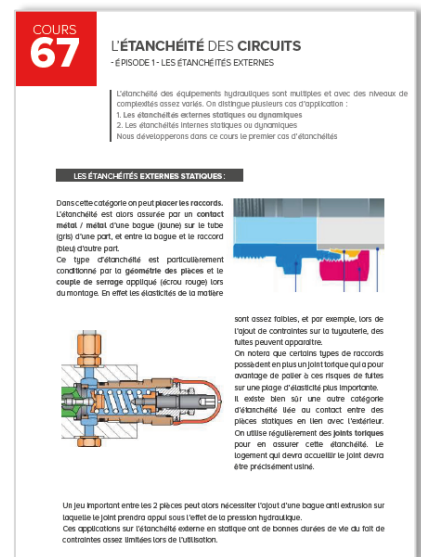 COURS
67
L'ÉTANCHÉITÉ DES CIRCUITS
- ÉPISODE 1 - LES ÉTANCHÉITÉS EXTERNES
L'étanchéité des équipements hydrauliques sont multiples et avec des niveaux de
complexités assez variés. On distingue plusieurs cas d'application :
1. Les étanchéités externes statiques ou dynamiques
2. Les étanchéités internes statiques ou dynamiques
Nous développerons dans ce cours le premier cas d'étanchéités
LES ÉTANCHÉITÉS EXTERNES STATIQUES :
Dans cette catégorie on peut placer les raccords.
L'étanchéité est alors assurée par un contact
métal / métal d'une bague (jaune) sur le tube
(gris) d'une part, et entre la bague et le raccord
(bleu) d'autre part.
Ce type d'étanchéité est particulièrement
conditionné par la géométrie des pièces et le
couple de serrage appliqué (écrou rouge) lors
du montage. En effet les élasticités de la matière
sont assez faibles, et par exemple, lors de
l'ajout de contraintes sur la tuyauterie, des
fuites peuvent apparaître.
On notera que certains types de raccords
possèdent en plus un joint torique qui a pour
avantage de palier à ces risques de fuites
sur une plage d'élasticité plus importante.
Il existe bien sûr une autre catégorie
d'étanchéité liée au contact entre des
pièces statiques en lien avec l'extérieur.
On utilise régulièrement des joints toriques
pour en assurer cette étanchéité. Le
logement qui devra accueillir le joint devra
être précisément usiné.
Un jeu important entre les 2 pièces peut alors nécessiter l'ajout d'une bague anti extrusion sur
laquelle le joint prendra appui sous l'effet de la pression hydraulique.
Ces applications sur l'étanchéité externe en statique ont de bonnes durées de vie du fait de
contraintes assez limitées lors de l'utilisation.